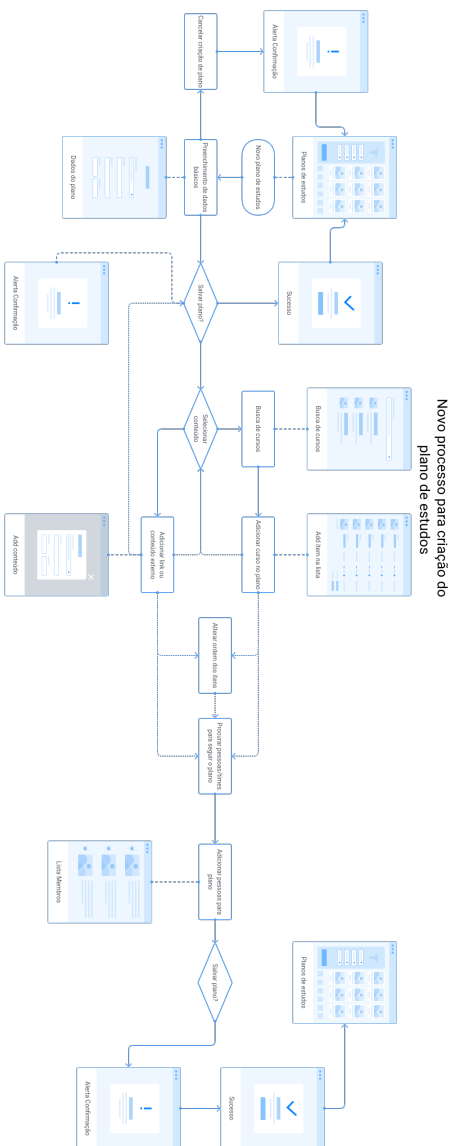 Novo processo para criação do
plano de estudos
Busca de cursos
Add item na lista
Planos de estudos
Planos de estudos
Sucesso
Alerta Confirmação
Novo plano de estudos
Busca de cursos
Adicionar curso no plano
Sucesso
Cancelar criação de plano
Preenchimento de dados
básicos
Salvar plano?
Selecionar
conteúdo
Alterar ordem dos itens
Procurar pessoas/times
para seguir o plano
Adicionar pessoas para
plano
Salvar plano?
Adicionar link ou
conteúdo externo
Alerta Confirmação
Dados do plano
Lista Membros
Alerta Confirmação
Add conteúdo